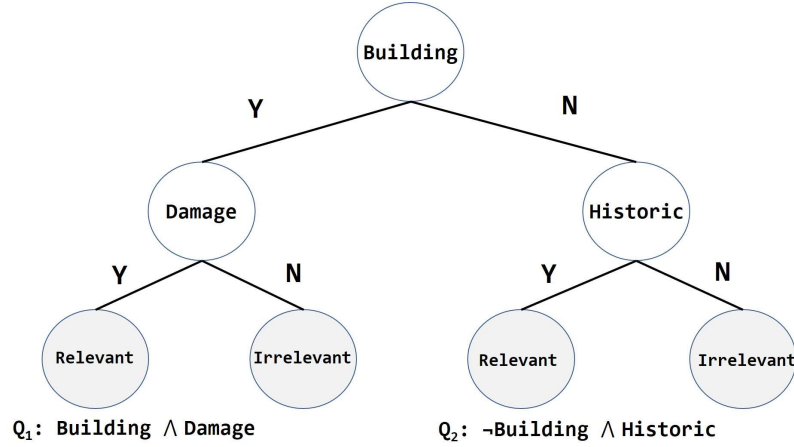 Building
Y N
Damage Historic
Y N Y N
Relevant Irrelevant Relevant Irrelevant
Q₁: Building ∧ Damage Q₂: ¬Building ∧ Historic